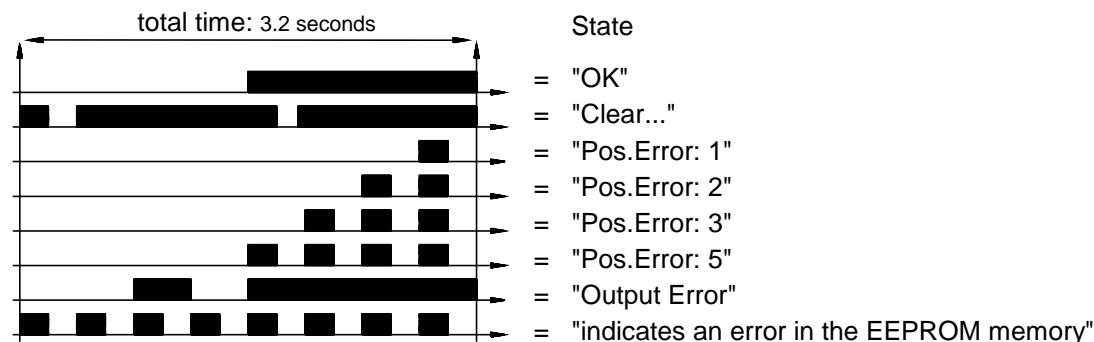 total time: 3.2 seconds State
= "OK"
= "Clear..."
= "Pos.Error: 1"
= "Pos.Error: 2"
= "Pos.Error: 3"
= "Pos.Error: 5"
= "Output Error"
= "indicates an error in the EEPROM memory"